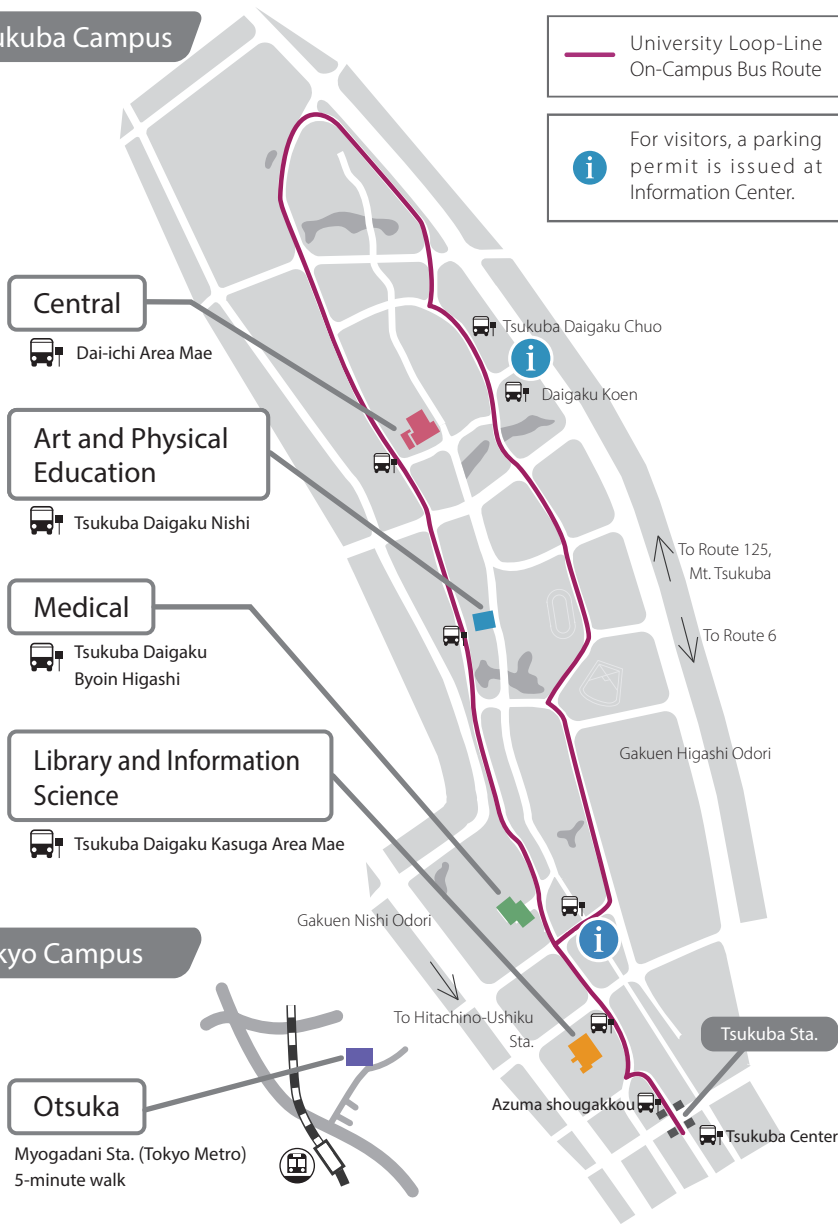 ukuba Campus
University Loop-Line
On-Campus Bus Route
i
For visitors, a parking
permit is issued at
Information Center.
Central
Dai-ichi Area Mae
Tsukuba Daigaku Chuo
i
Daigaku Koen
Art and Physical
Education
Tsukuba Daigaku Nishi
To Route 125,
Mt. Tsukuba
To Route 6
Medical
Tsukuba Daigaku
Byoin Higashi
Gakuen Higashi Odori
Library and Information
Science
Tsukuba Daigaku Kasuga Area Mae
Gakuen Nishi Odori
i
kyo Campus
To Hitachino-Ushiku
Sta.
Tsukuba Sta.
Azuma shougakkou
Tsukuba Center
Otsuka
Myogadani Sta. (Tokyo Metro)
5-minute walk